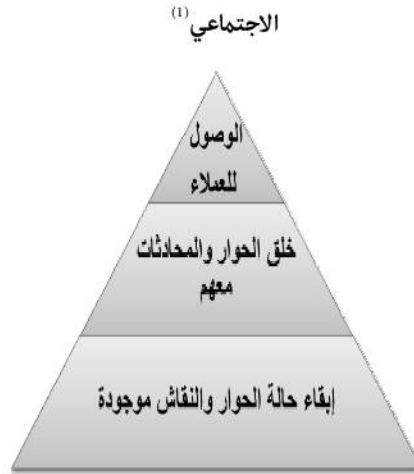 الاجتماعي(1)
الوصول
للعملاء
خلق الحوار والمحادثات
معهم
إبقاء حالة الحوار والنقاش موجودة